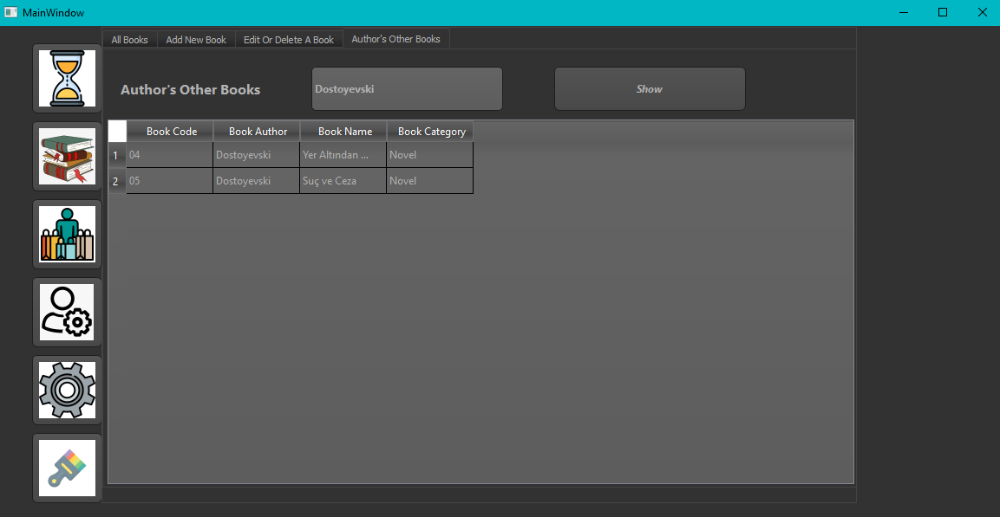 MainWindow
All Books Add New Book Edit Or Delete A Book Author's Other Books
Author's Other Books Dostoyevski Show
Book Code Book Author Book Name Book Category
1 04 Dostoyevski Yer Altından ... Novel
2 05 Dostoyevski Suç ve Ceza Novel